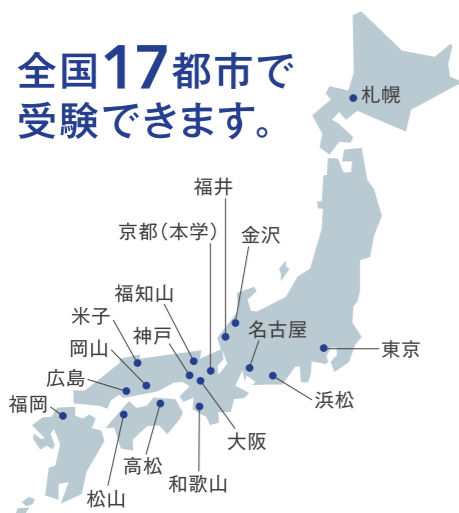 全国17都市で
受験できます。
札幌
福井
京都（本学）
金沢
福知山
米子
神戸
名古屋
岡山
東京
広島
浜松
福岡
大阪
高松
和歌山
松山